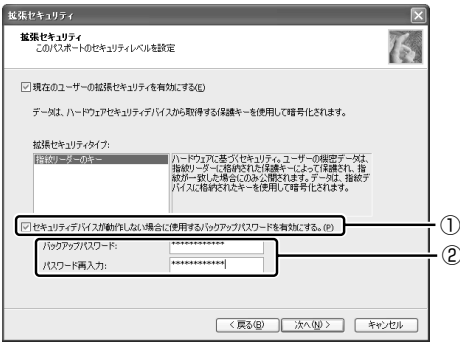 拡張セキュリティ
拡張セキュリティ
このパスポートのセキュリティレベルを設定
現在のユーザーの拡張セキュリティを有効にする(E)
データは、ハードウェアセキュリティデバイスから取得する保護キーを使用して暗号化されます。
拡張セキュリティタイプ:
指紋リーダーのキー
ハードウェアに基づくセキュリティ。ユーザーの機密データは、
指紋リーダーに格納された保護キーによって保護され、指
紋が一致した場合にのみ公開されます。データは、指紋デ
バイスに格納されたキーを使用して暗号化されます。
セキュリティデバイスが動作しない場合に使用するバックアップパスワードを有効にする。(P)
①
バックアップパスワード: ************
②
パスワード再入力: ************
< 戻る(B)
次へ(N) >
キャンセル